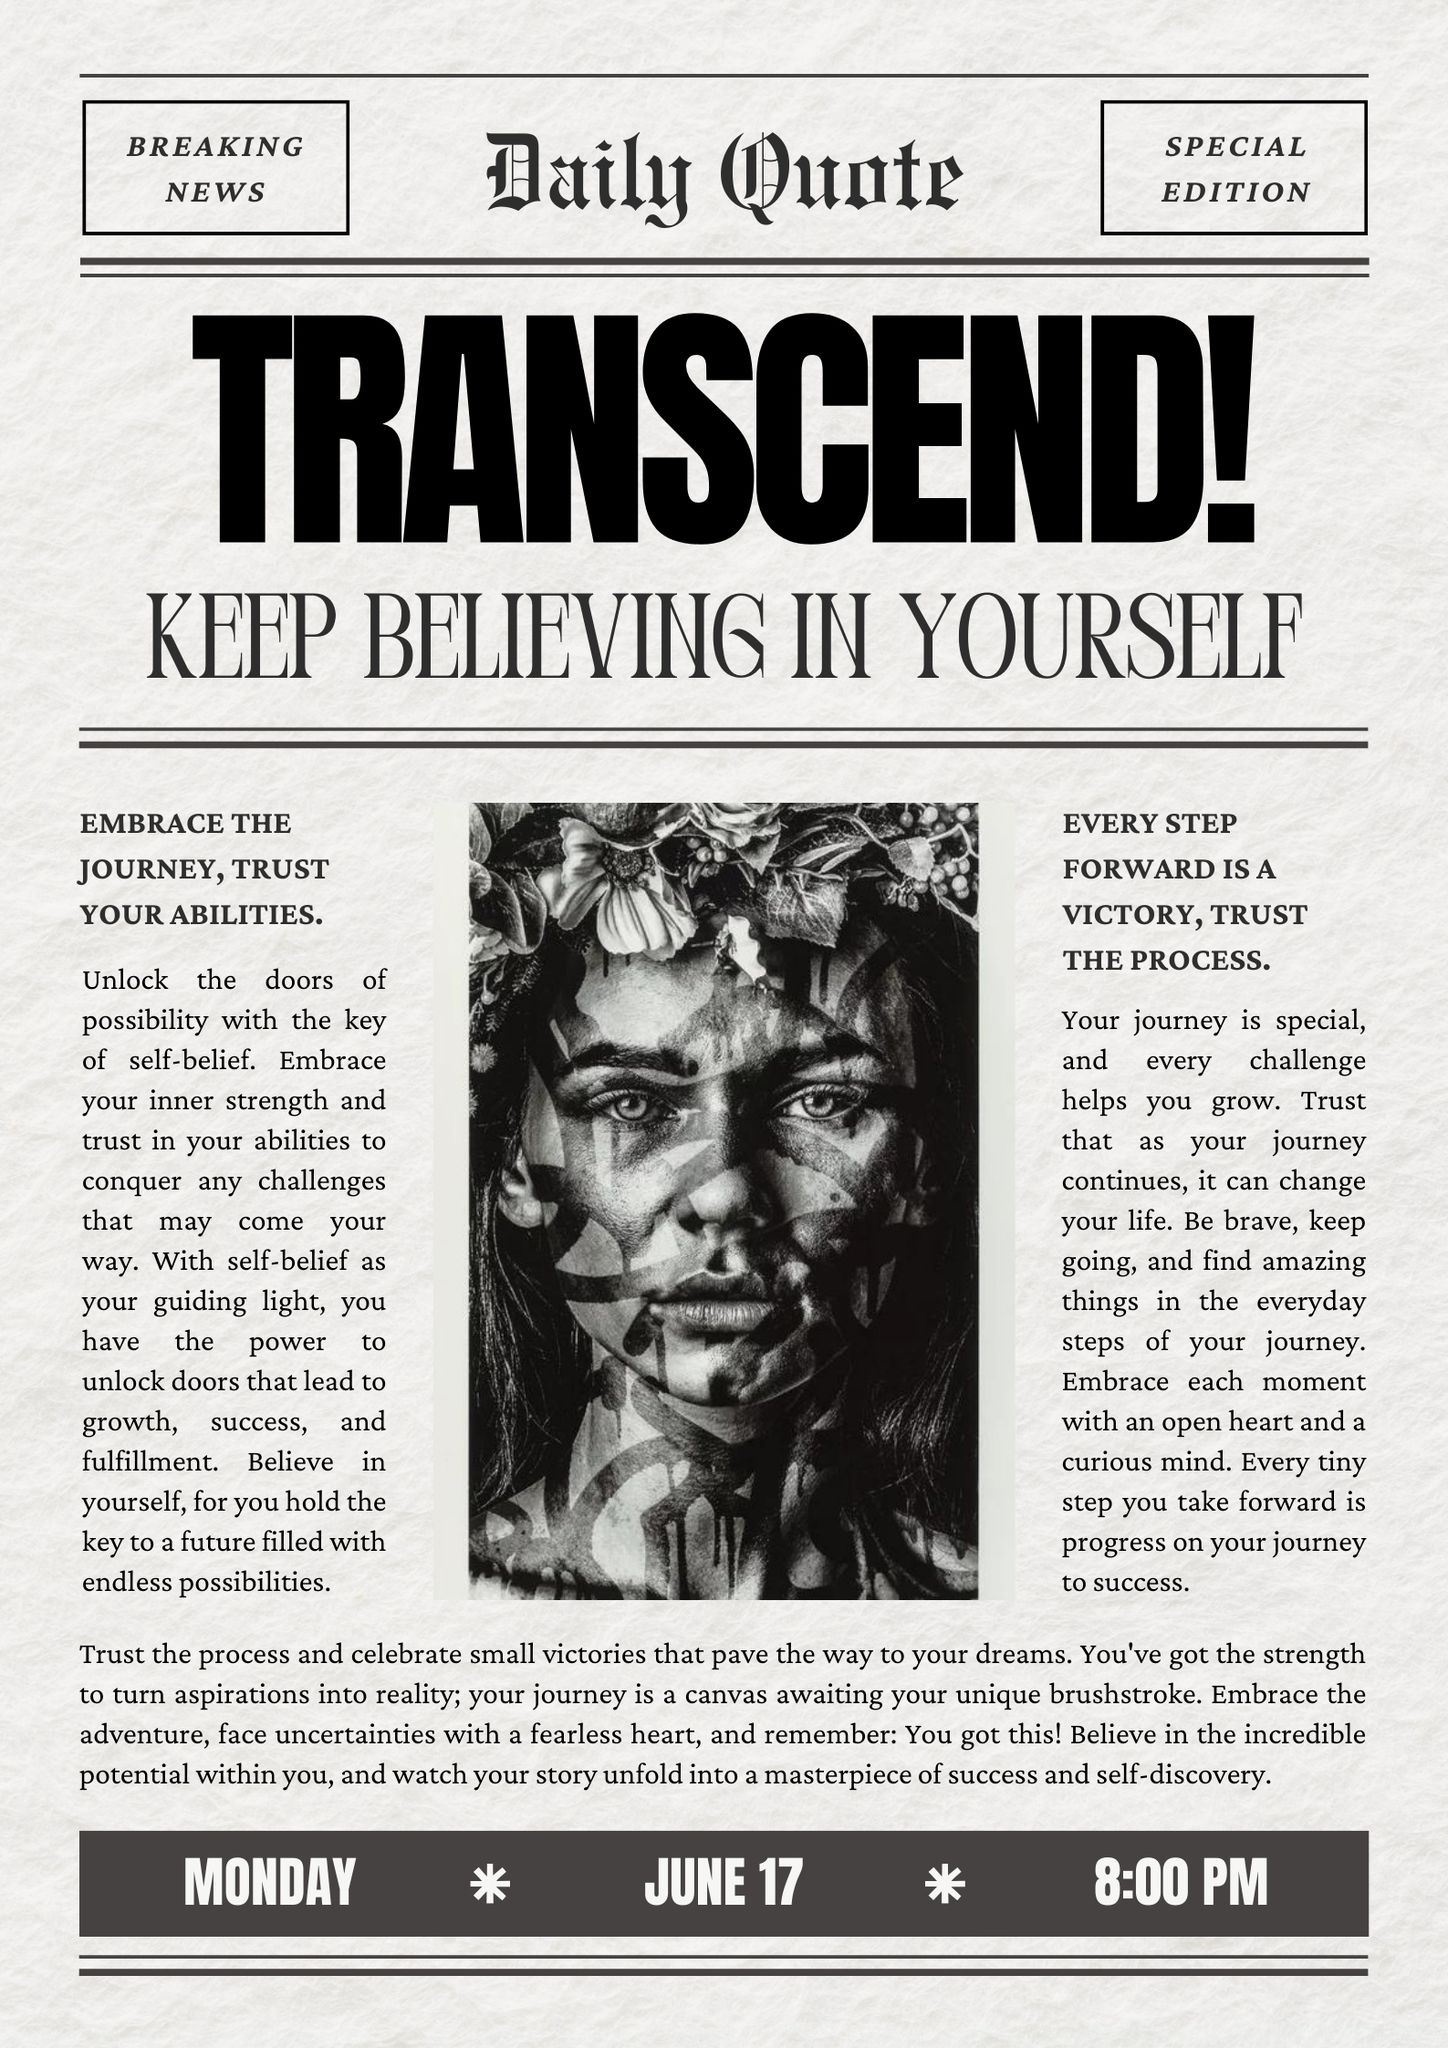 BREAKING
NEWS
Daily Quote
SPECIAL
EDITION
TRANSCEND!
KEEP BELIEVING IN YOURSELF
EMBRACE THE
JOURNEY, TRUST
YOUR ABILITIES.
Unlock the doors of
possibility with the key
of self-belief. Embrace
your inner strength and
trust in your abilities to
conquer any challenges
that may come your
way. With self-belief as
your guiding light, you
have the power to
unlock doors that lead to
growth, success, and
fulfillment. Believe in
yourself, for you hold the
key to a future filled with
endless possibilities.
EVERY STEP
FORWARD IS A
VICTORY, TRUST
THE PROCESS.
Your journey is special,
and every challenge
helps you grow. Trust
that as your journey
continues, it can change
your life. Be brave, keep
going, and find amazing
things in the everyday
steps of your journey.
Embrace each moment
with an open heart and a
curious mind. Every tiny
step you take forward is
progress on your journey
to success.
Trust the process and celebrate small victories that pave the way to your dreams. You've got the strength
to turn aspirations into reality; your journey is a canvas awaiting your unique brushstroke. Embrace the
adventure, face uncertainties with a fearless heart, and remember: You got this! Believe in the incredible
potential within you, and watch your story unfold into a masterpiece of success and self-discovery.
MONDAY * JUNE 17 * 8:00 PM